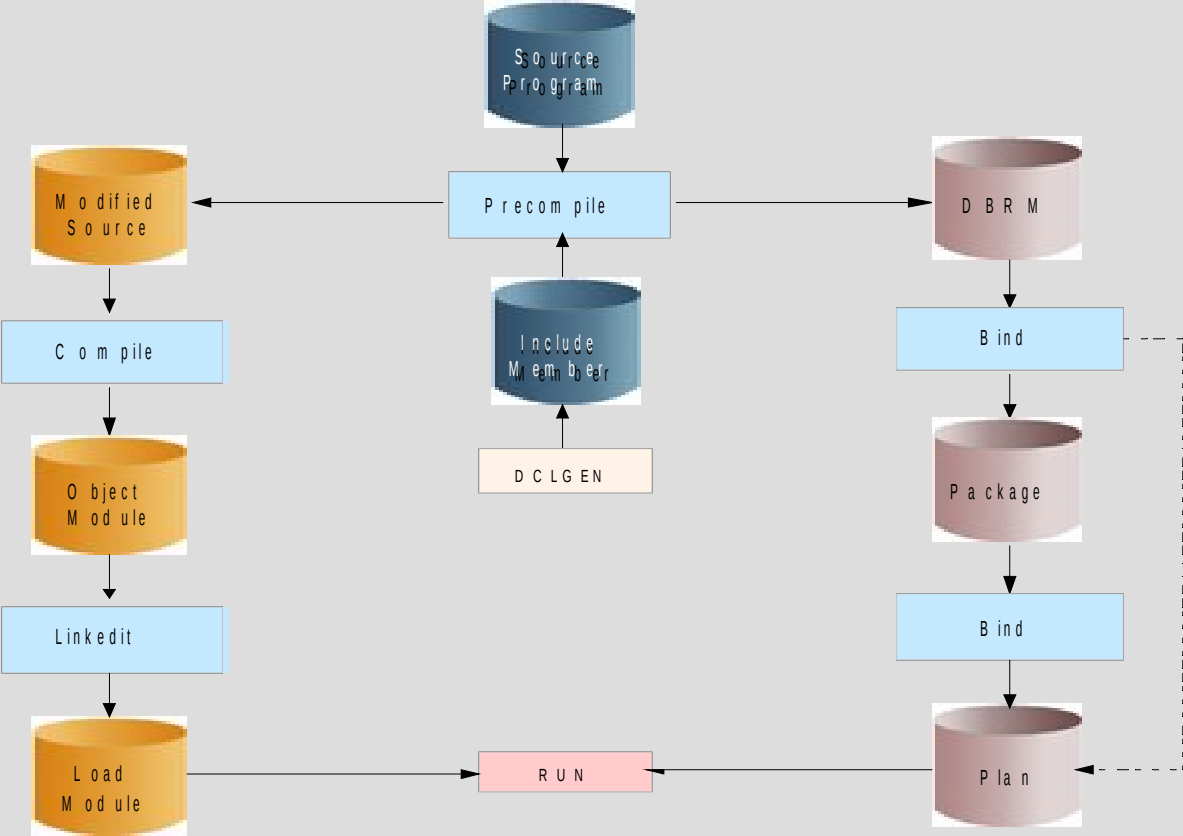 Source
Program
Modified
Source
Precompile
DBRM
Include
Member
Compile
Bind
DCLGEN
Object
Module
Package
Linkedit
Bind
Load
Module
RUN
Plan